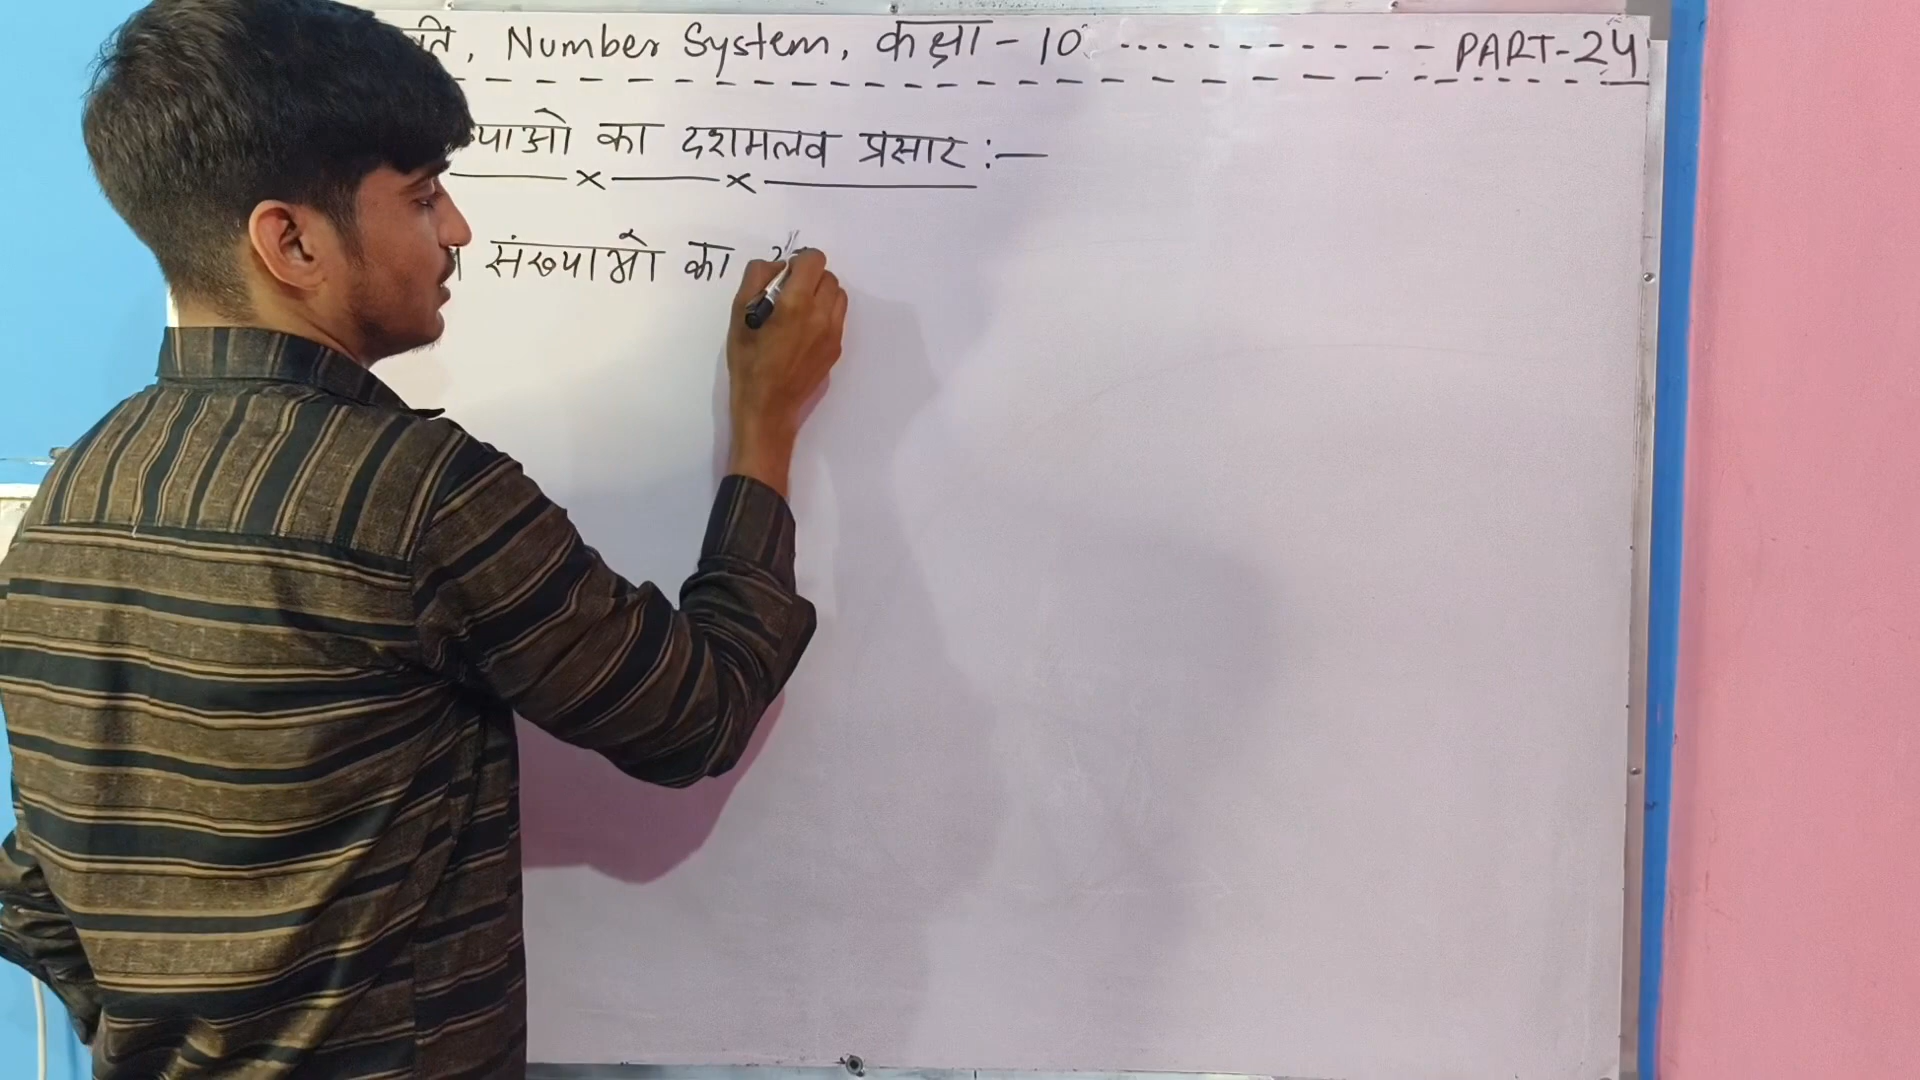 , Number System, कक्षा - 10 ............ - - - - PART-24
का दशमलव प्रसार :—
संख्याओं का